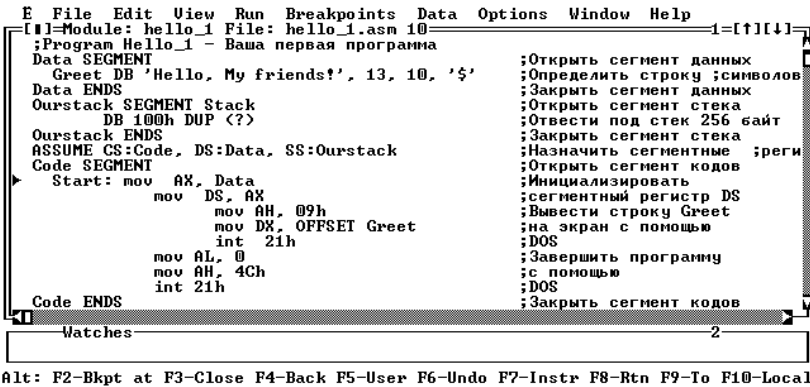 E File Edit View Run Breakpoints Data Options Window Help
[■]=Module: hello_1 File: hello_1.asm 10 1=[↑][↓]
;Program Hello_1 – Ваша первая программа
Data SEGMENT ;Открыть сегмент данных
Greet DB 'Hello, My friends!', 13, 10, '$' ;Определить строку ;символов
Data ENDS ;Закрыть сегмент данных
Ourstack SEGMENT Stack ;Открыть сегмент стека
DB 100h DUP (?) ;Отвести под стек 256 байт
Ourstack ENDS ;Закрыть сегмент стека
ASSUME CS:Code, DS:Data, SS:Ourstack ;Назначить сегментные ;реги
Code SEGMENT ;Открыть сегмент кодов
Start: mov AX, Data ;Инициализировать
mov DS, AX ;сегментный регистр DS
mov AH, 09h ;Вывести строку Greet
mov DX, OFFSET Greet ;на экран с помощью
int 21h ;DOS
mov AL, 0 ;Завершить программу
mov AH, 4Ch ;с помощью
int 21h ;DOS
Code ENDS ;Закрыть сегмент кодов
Watches 2
Alt: F2-Bkpt at F3-Close F4-Back F5-User F6-Undo F7-Instr F8-Rtn F9-To F10-Local